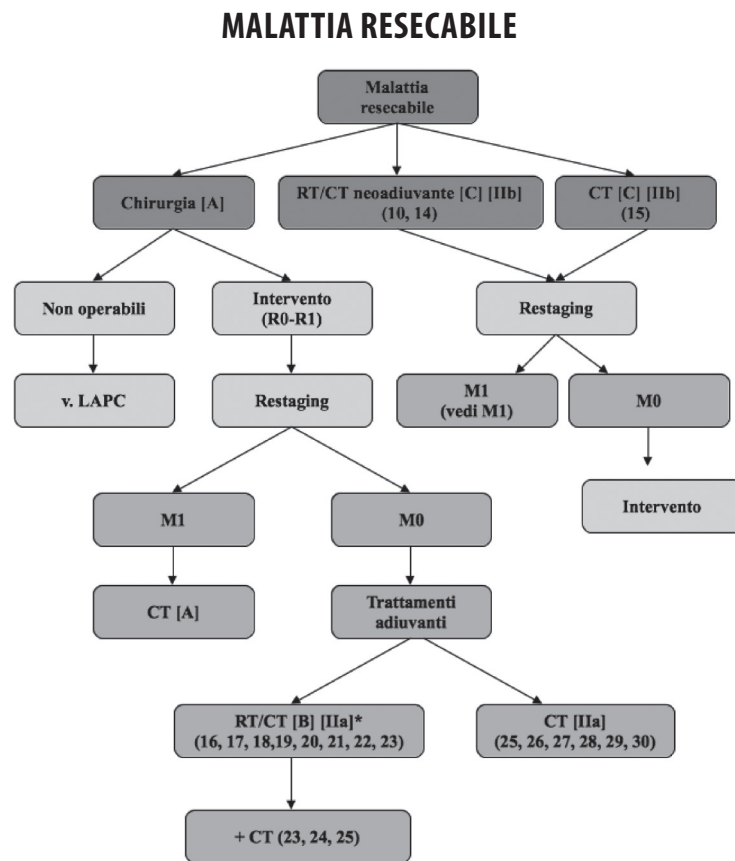 MALATTIA RESECABILE
Malattia
resecabile
Chirurgia [A]
RT/CT neoadiuvante [C] [IIb]
(10, 14)
CT [C] [IIb]
(15)
Non operabili
Intervento
(R0-R1)
Restaging
v. LAPC
Restaging
M1
(vedi M1)
M0
Intervento
M1
M0
CT [A]
Trattamenti
adiuvanti
RT/CT [B] [IIa]*
(16, 17, 18,19, 20, 21, 22, 23)
CT [IIa]
(25, 26, 27, 28, 29, 30)
+ CT (23, 24, 25)